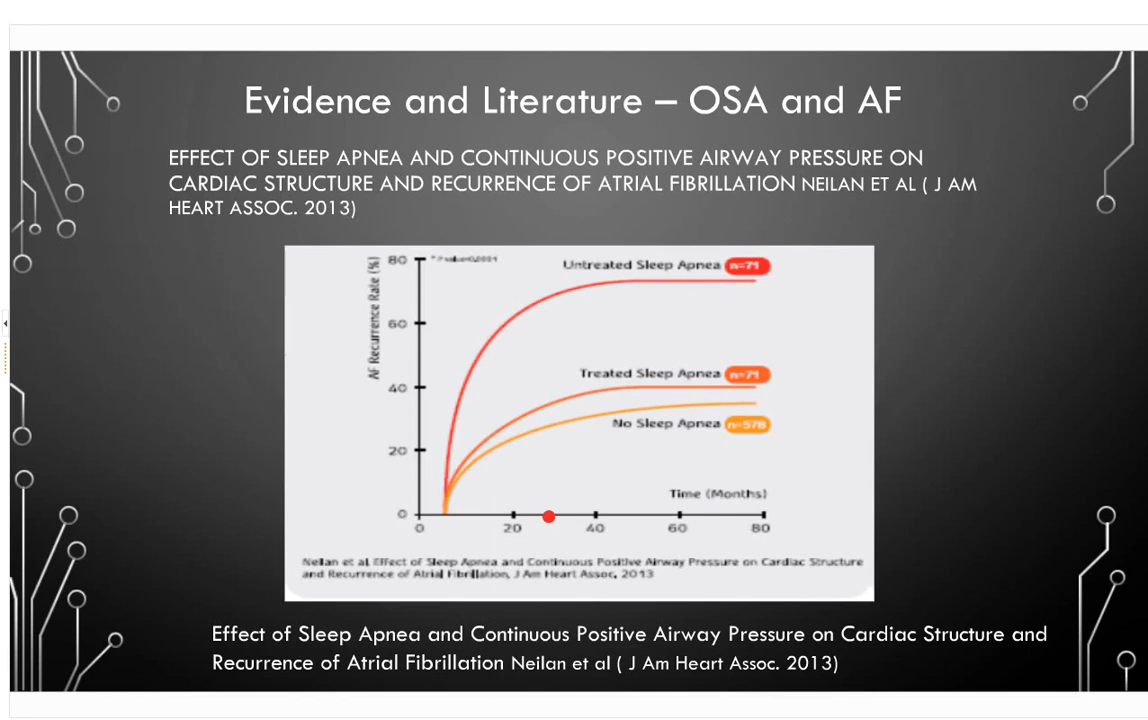 Evidence and Literature – OSA and AF
EFFECT OF SLEEP APNEA AND CONTINUOUS POSITIVE AIRWAY PRESSURE ON
CARDIAC STRUCTURE AND RECURRENCE OF ATRIAL FIBRILLATION NEILAN ET AL ( J AM
HEART ASSOC. 2013)
AF Recurrence Rate (%)
80
60
40
20
0
* P value<0.0001
Untreated Sleep Apnea n=71
Treated Sleep Apnea n=71
No Sleep Apnea n=578
Time (Months)
0 20 40 60 80
Neilan et al, Effect of Sleep Apnea and Continuous Positive Airway Pressure on Cardiac Structure
and Recurrence of Atrial Fibrillation, J Am Heart Assoc, 2013
Effect of Sleep Apnea and Continuous Positive Airway Pressure on Cardiac Structure and
Recurrence of Atrial Fibrillation Neilan et al ( J Am Heart Assoc. 2013)